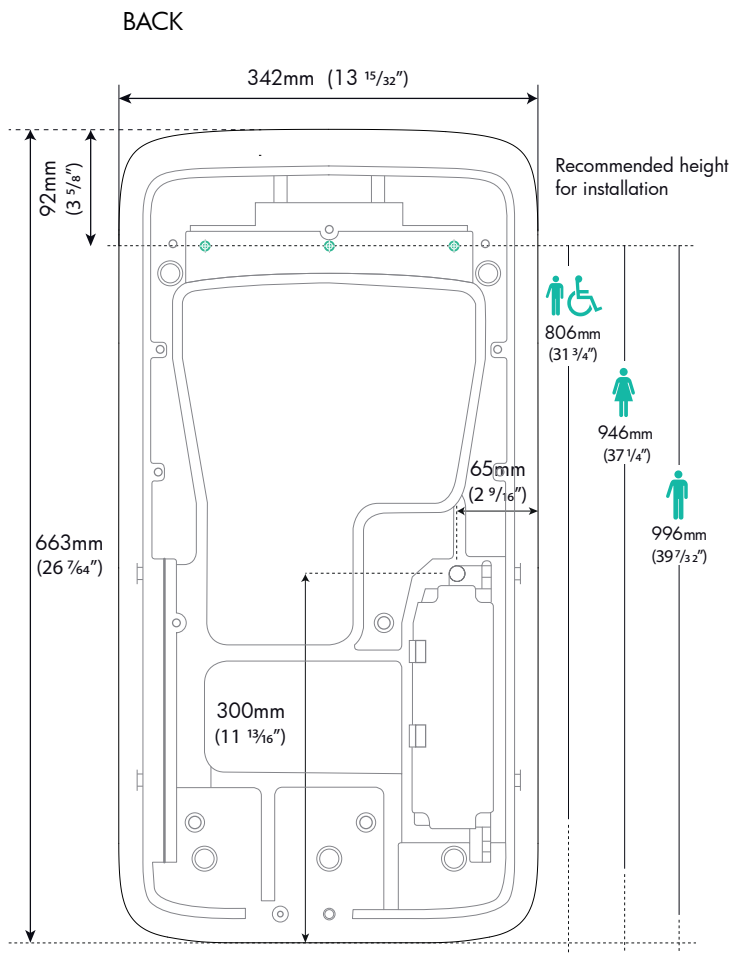 BACK
342mm (13 15/32″)
92mm
(3 5/8″)
Recommended height
for installation
806mm
(31 3/4″)
946mm
(37 1/4″)
65mm
(2 9/16″)
996mm
(39 7/32″)
663mm
(26 7/64″)
300mm
(11 13/16″)